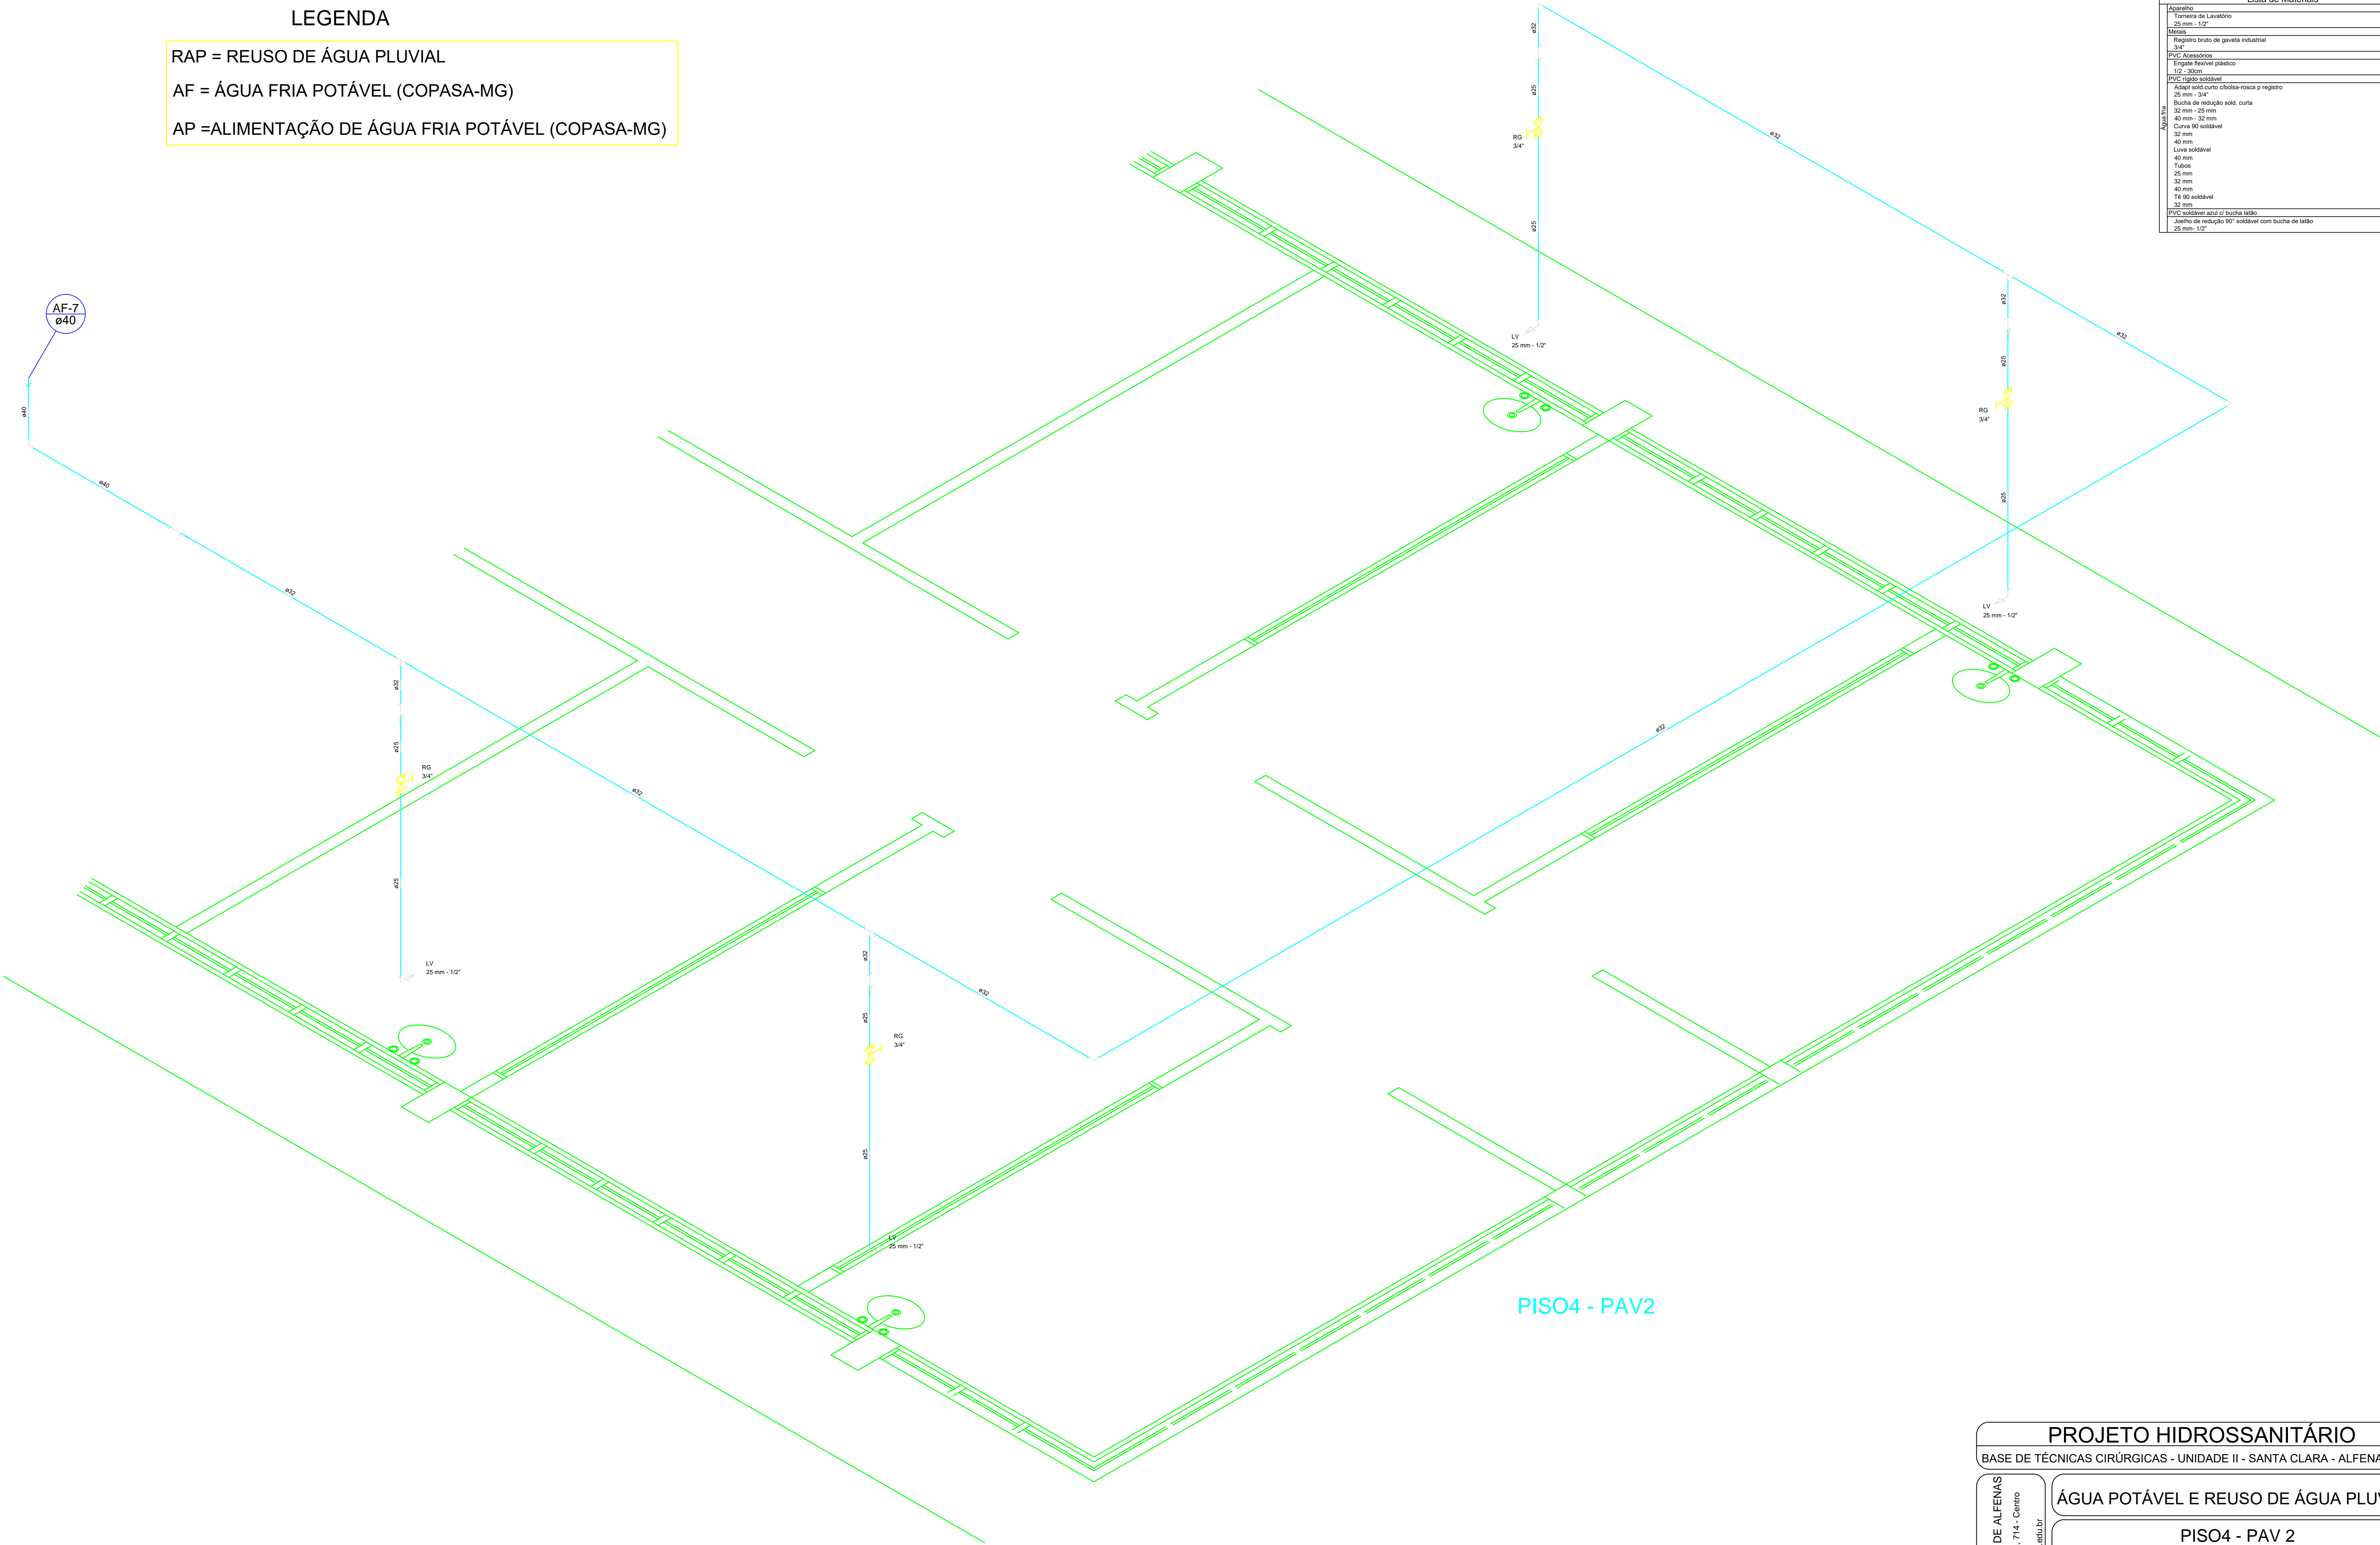 LEGENDA
RAP = REUSO DE ÁGUA PLUVIAL
AF = ÁGUA FRIA POTÁVEL (COPASA-MG)
AP =ALIMENTAÇÃO DE ÁGUA FRIA POTÁVEL (COPASA-MG)
Lista de Materiais
Água fria
Aparelho
Torneira de Lavatório
25 mm - 1/2"
Metais
Registro bruto de gaveta industrial
3/4"
PVC Acessórios
Engate flexível plástico
1/2 - 30cm
PVC rígido soldável
Adapt sold.curto c/bolsa-rosca p registro
25 mm - 3/4"
Bucha de redução sold. curta
32 mm - 25 mm
40 mm - 32 mm
Curva 90 soldável
32 mm
40 mm
Luva soldável
40 mm
Tubos
25 mm
32 mm
40 mm
Tê 90 soldável
32 mm
PVC soldável azul c/ bucha latão
Joelho de redução 90° soldável com bucha de latão
25 mm- 1/2"
ø32
ø25
RG
3/4"
ø32
ø25
LV
25 mm - 1/2"
ø32
ø32
ø25
RG
3/4"
ø25
LV
25 mm - 1/2"
AF-7
ø40
ø40
ø40
ø32
ø32
ø25
RG
3/4"
ø32
ø25
LV
25 mm - 1/2"
ø32
ø32
ø32
ø25
RG
3/4"
ø25
LV
25 mm - 1/2"
PISO4 - PAV2
PROJETO HIDROSSANITÁRIO
BASE DE TÉCNICAS CIRÚRGICAS - UNIDADE II - SANTA CLARA - ALFENA
DE ALFENAS
, 714 - Centro
.edu.br
ÁGUA POTÁVEL E REUSO DE ÁGUA PLU
PISO4 - PAV 2